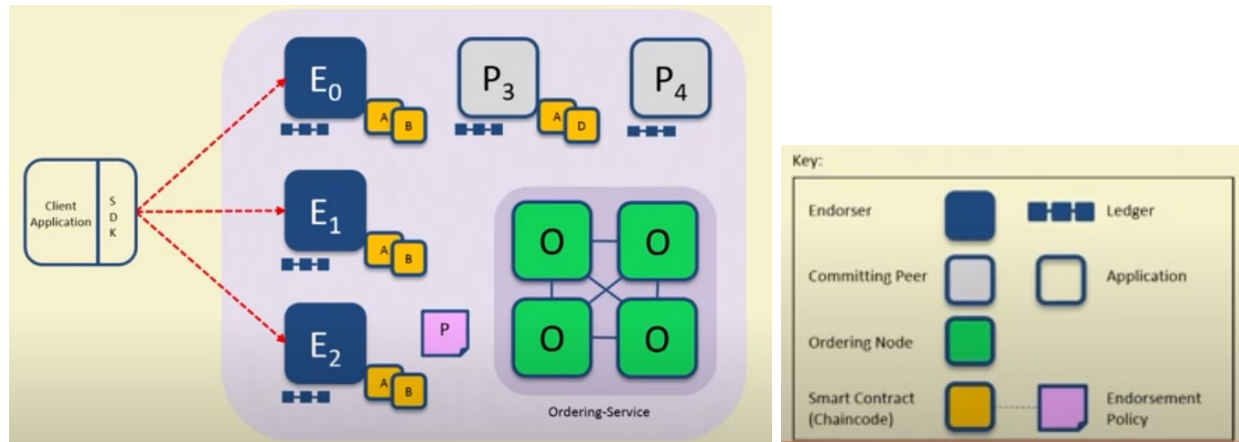 E0
A
B
P3
A
D
P4
Client
Application
S
D
K
E1
A
B
E2
A
B
P
O
O
O
O
Ordering-Service
Key:
Endorser
Ledger
Committing Peer
Application
Ordering Node
Smart Contract
(Chaincode)
Endorsement
Policy